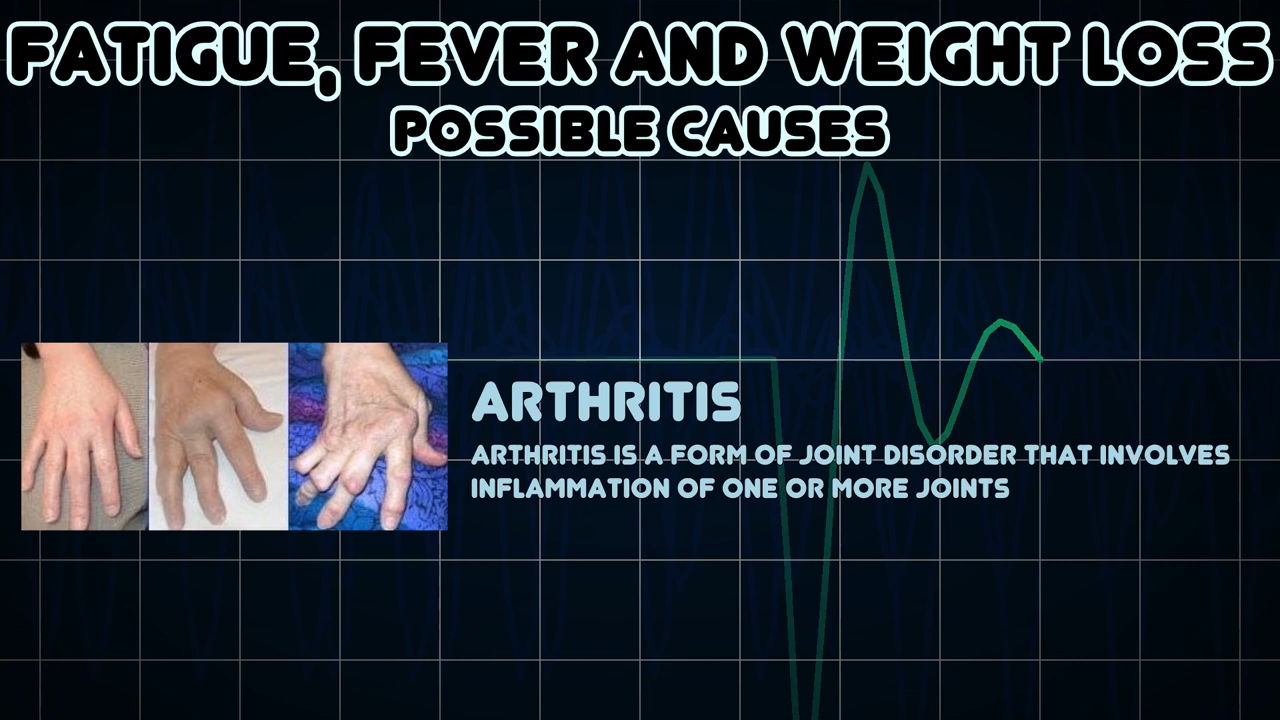 FATIGUE, FEVER AND WEIGHT LOSS
POSSIBLE CAUSES
ARTHRITIS
ARTHRITIS IS A FORM OF JOINT DISORDER THAT INVOLVES
INFLAMMATION OF ONE OR MORE JOINTS